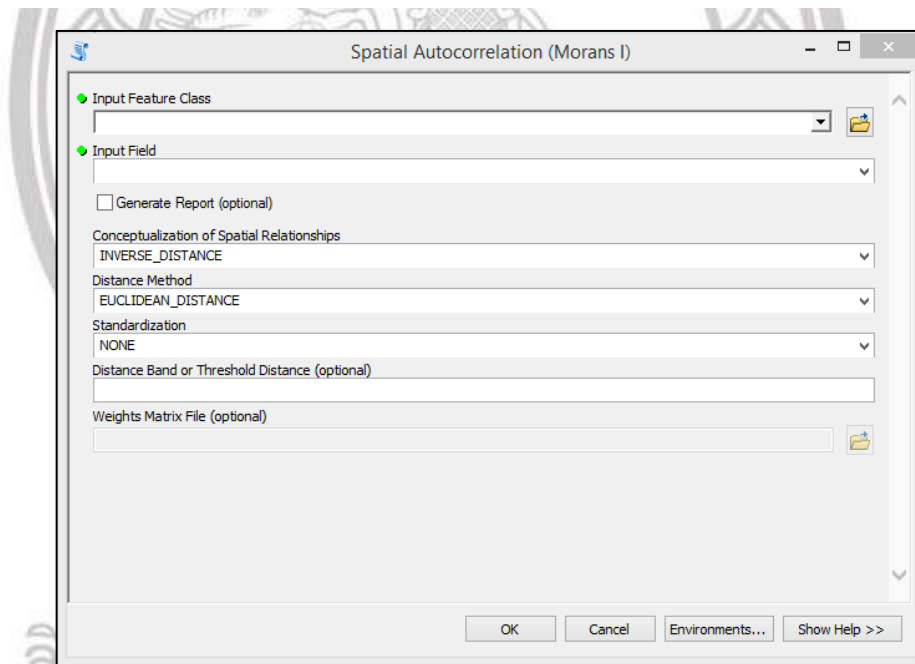 Spatial Autocorrelation (Morans I)
Input Feature Class
Input Field
Generate Report (optional)
Conceptualization of Spatial Relationships
INVERSE_DISTANCE
Distance Method
EUCLIDEAN_DISTANCE
Standardization
NONE
Distance Band or Threshold Distance (optional)
Weights Matrix File (optional)
OK Cancel Environments... Show Help >>